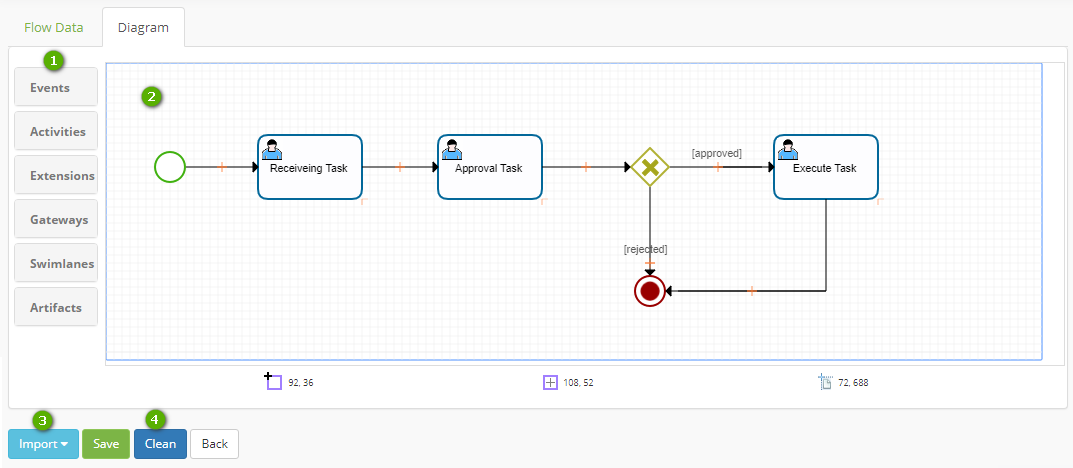 Flow Data
Diagram
1
Events
Activities
Extensions
Gateways
Swimlanes
Artifacts
2
Receiveing Task
Approval Task
[approved]
Execute Task
[rejected]
92, 36
108, 52
72, 688
3
4
Import
Save
Clean
Back